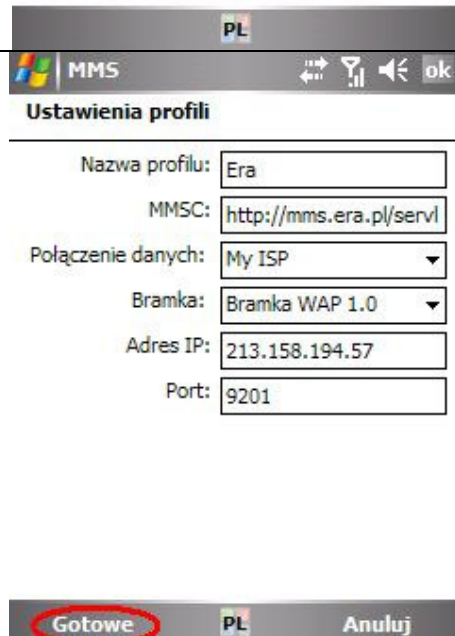 PL
MMS ok
Ustawienia profili
Nazwa profilu: Era
MMSC: http://mms.era.pl/servl
Połączenie danych: My ISP
Bramka: Bramka WAP 1.0
Adres IP: 213.158.194.57
Port: 9201
Gotowe PL Anuluj